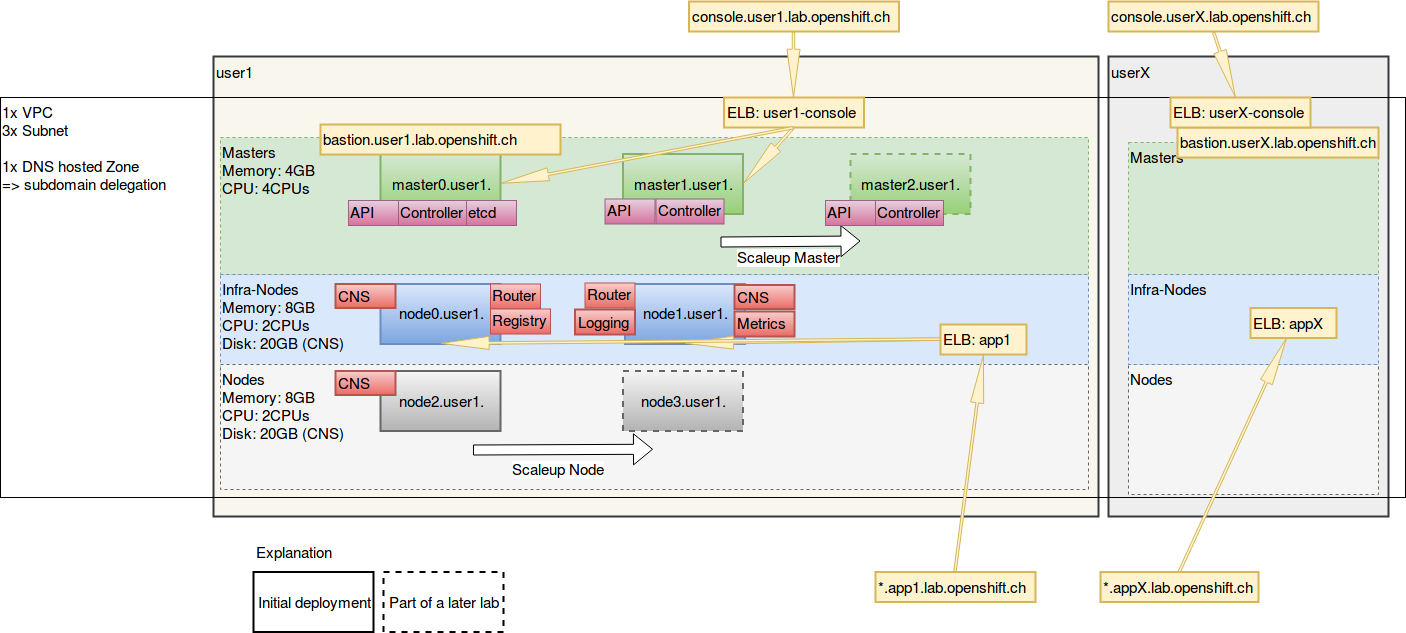 console.user1.lab.openshift.ch
console.userX.lab.openshift.ch
user1
userX
1x VPC
3x Subnet
1x DNS hosted Zone
=> subdomain delegation
ELB: user1-console
ELB: userX-console
bastion.user1.lab.openshift.ch
bastion.userX.lab.openshift.ch
Masters
Memory: 4GB
CPU: 4CPUs
master0.user1.
API
Controller
etcd
master1.user1.
API
Controller
master2.user1.
API
Controller
Scaleup Master
Masters
Infra-Nodes
Memory: 8GB
CPU: 2CPUs
Disk: 20GB (CNS)
CNS
node0.user1.
Router
Registry
Router
Logging
node1.user1.
CNS
Metrics
ELB: app1
Infra-Nodes
ELB: appX
Nodes
Memory: 8GB
CPU: 2CPUs
Disk: 20GB (CNS)
CNS
node2.user1.
node3.user1.
Scaleup Node
Nodes
*.app1.lab.openshift.ch
*.appX.lab.openshift.ch
Explanation
Initial deployment
Part of a later lab